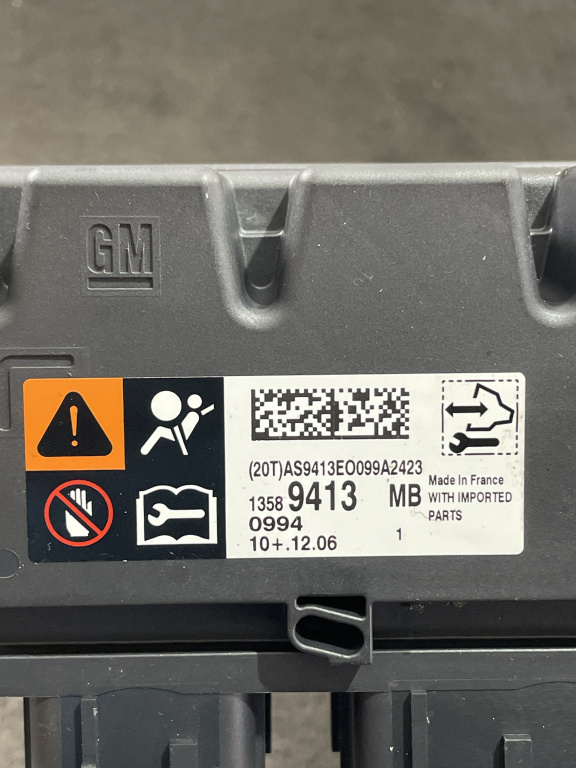 GM
(20T)AS9413EO099A2423
1358 9413 MB
0994
10+.12.06 1
Made In France
WITH IMPORTED
PARTS